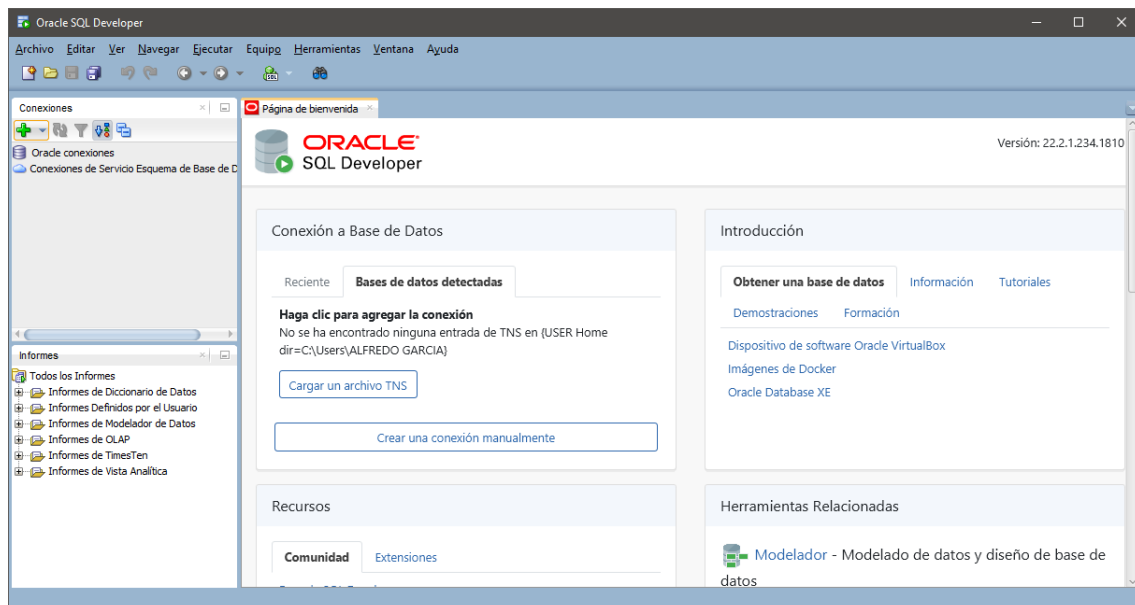 Oracle SQL Developer
Archivo Editar Ver Navegar Ejecutar Equipo Herramientas Ventana Ayuda
SQL
Conexiones
Oracle conexiones
Conexiones de Servicio Esquema de Base de D
Informes
Todos los Informes
Informes de Diccionario de Datos
Informes Definidos por el Usuario
Informes de Modelador de Datos
Informes de OLAP
Informes de TimesTen
Informes de Vista Analítica
Página de bienvenida
ORACLE
SQL Developer
Versión: 22.2.1.234.1810
Conexión a Base de Datos
Reciente Bases de datos detectadas
Haga clic para agregar la conexión
No se ha encontrado ninguna entrada de TNS en {USER Home
dir=C:\Users\ALFREDO GARCIA}
Cargar un archivo TNS
Crear una conexión manualmente
Introducción
Obtener una base de datos Información Tutoriales
Demostraciones Formación
Dispositivo de software Oracle VirtualBox
Imágenes de Docker
Oracle Database XE
Recursos
Comunidad Extensiones
Herramientas Relacionadas
Modelador - Modelado de datos y diseño de base de
datos